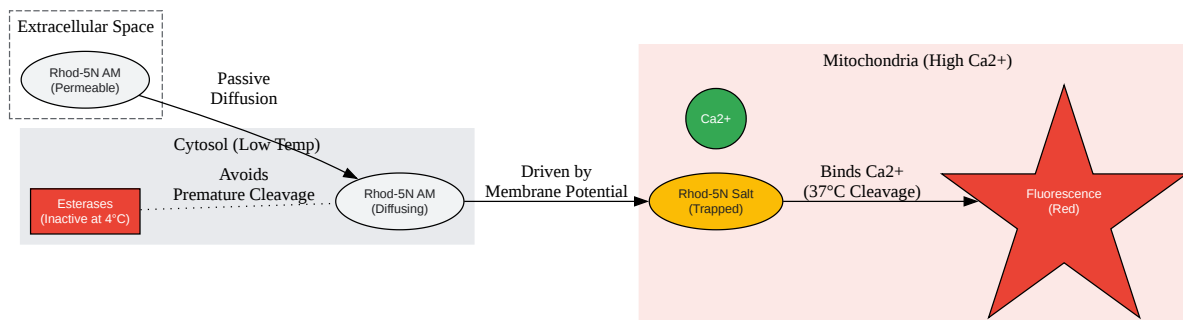 Extracellular Space
Rhod-5N AM
(Permeable)
Passive
Diffusion
Cytosol (Low Temp)
Avoids
Premature Cleavage
Esterases
(Inactive at 4°C)
Rhod-5N AM
(Diffusing)
Driven by
Membrane Potential
Mitochondria (High Ca2+)
Ca2+
Rhod-5N Salt
(Trapped)
Binds Ca2+
(37°C Cleavage)
Fluorescence
(Red)